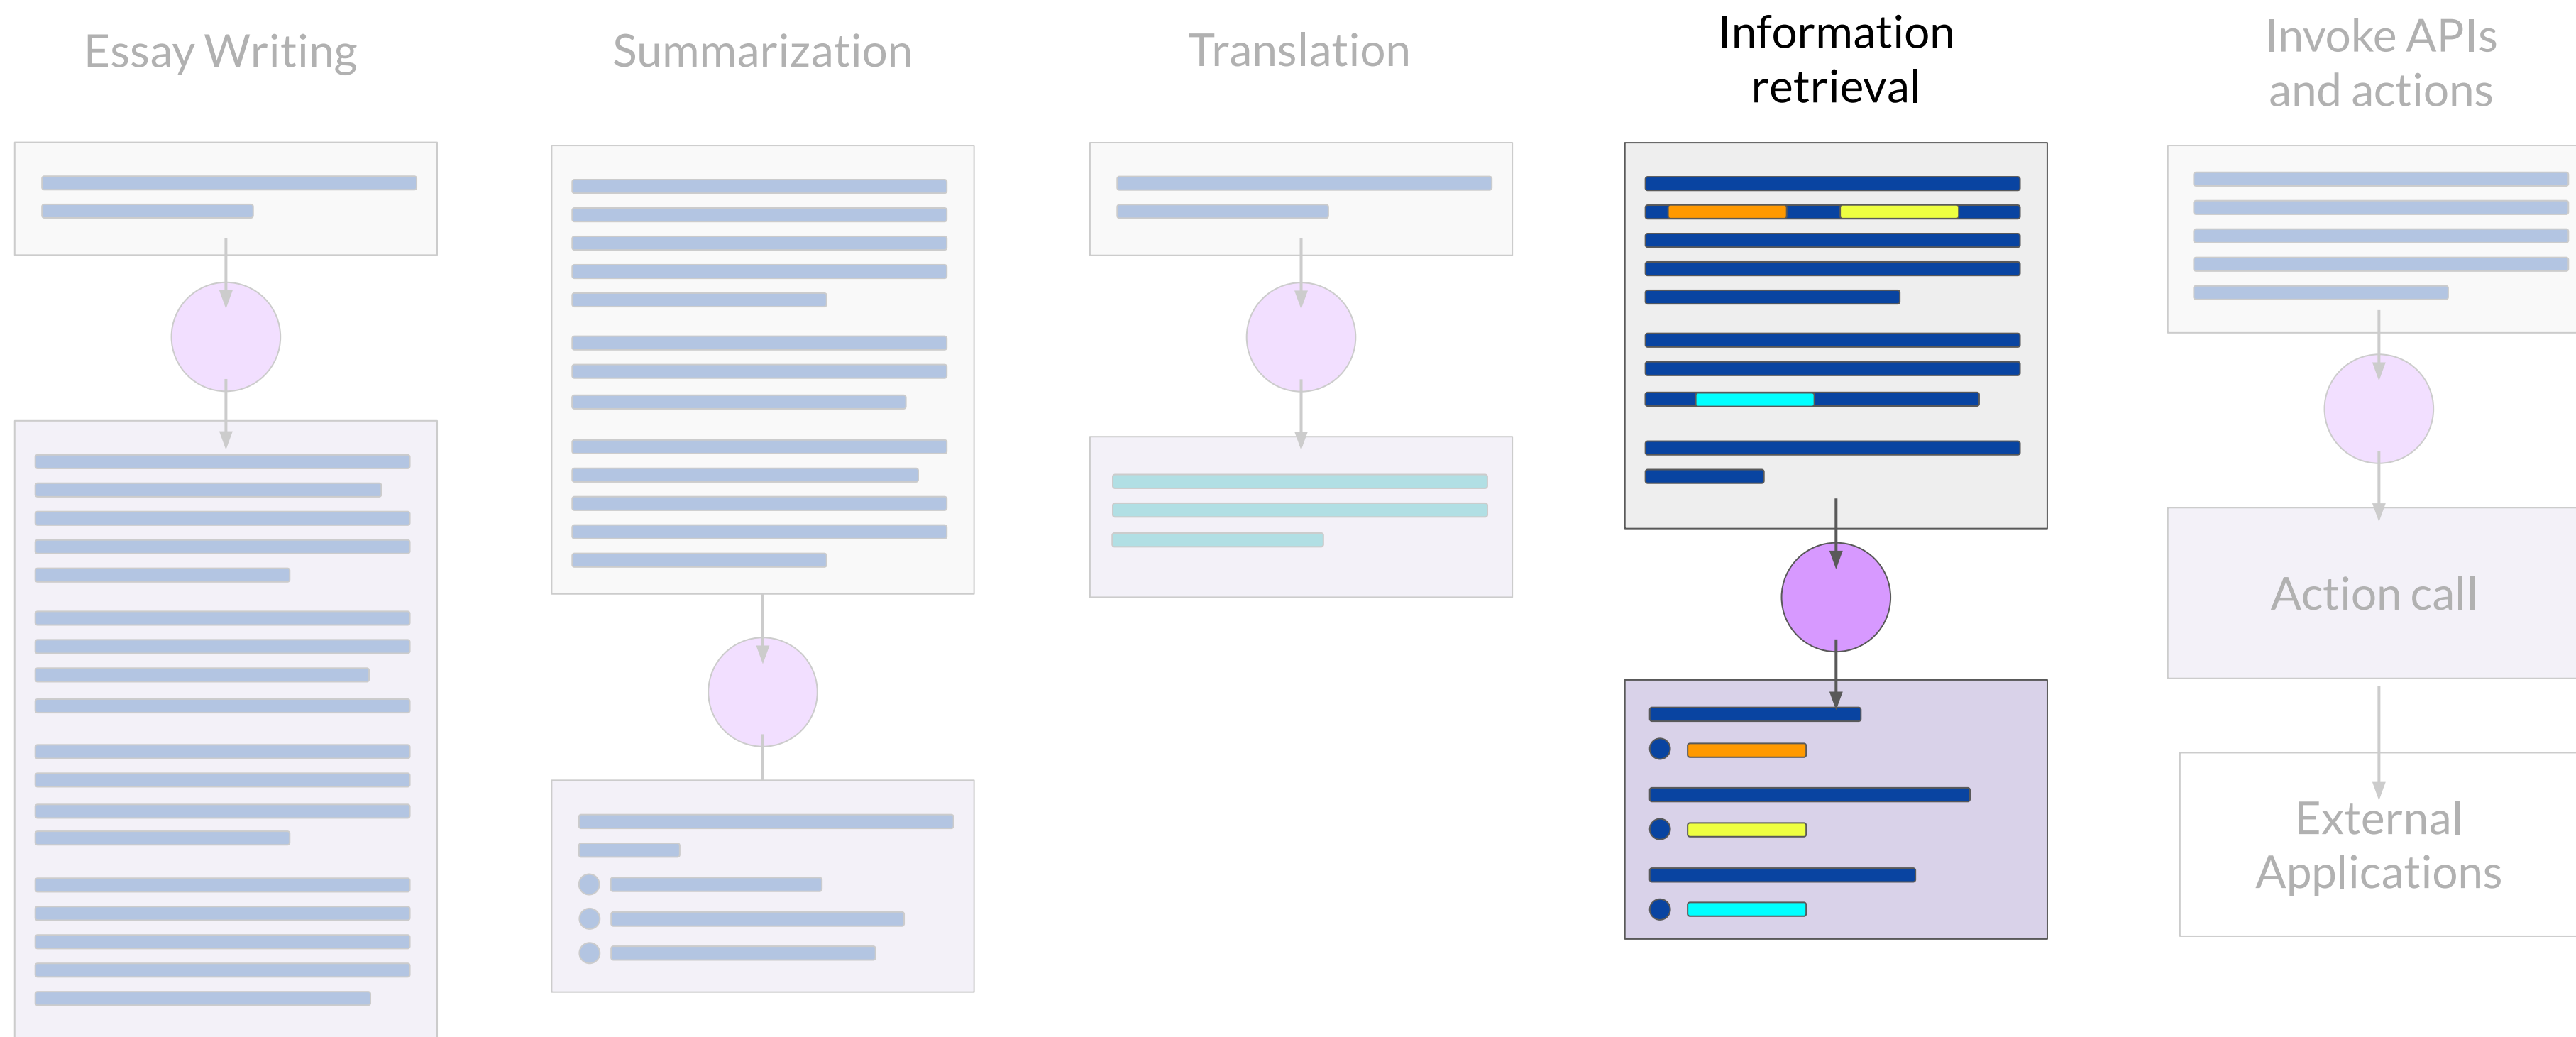 Essay Writing
Summarization
Translation
Information
retrieval
Invoke APIs
and actions
Action call
External
Applications